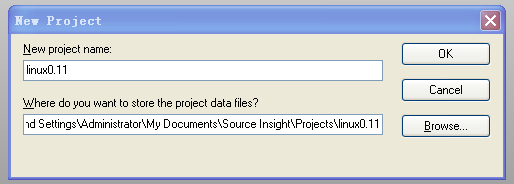 New Project
New project name:
linux0.11
OK
Cancel
Where do you want to store the project data files?
nd Settings\Administrator\My Documents\Source Insight\Projects\linux0.11
Browse...